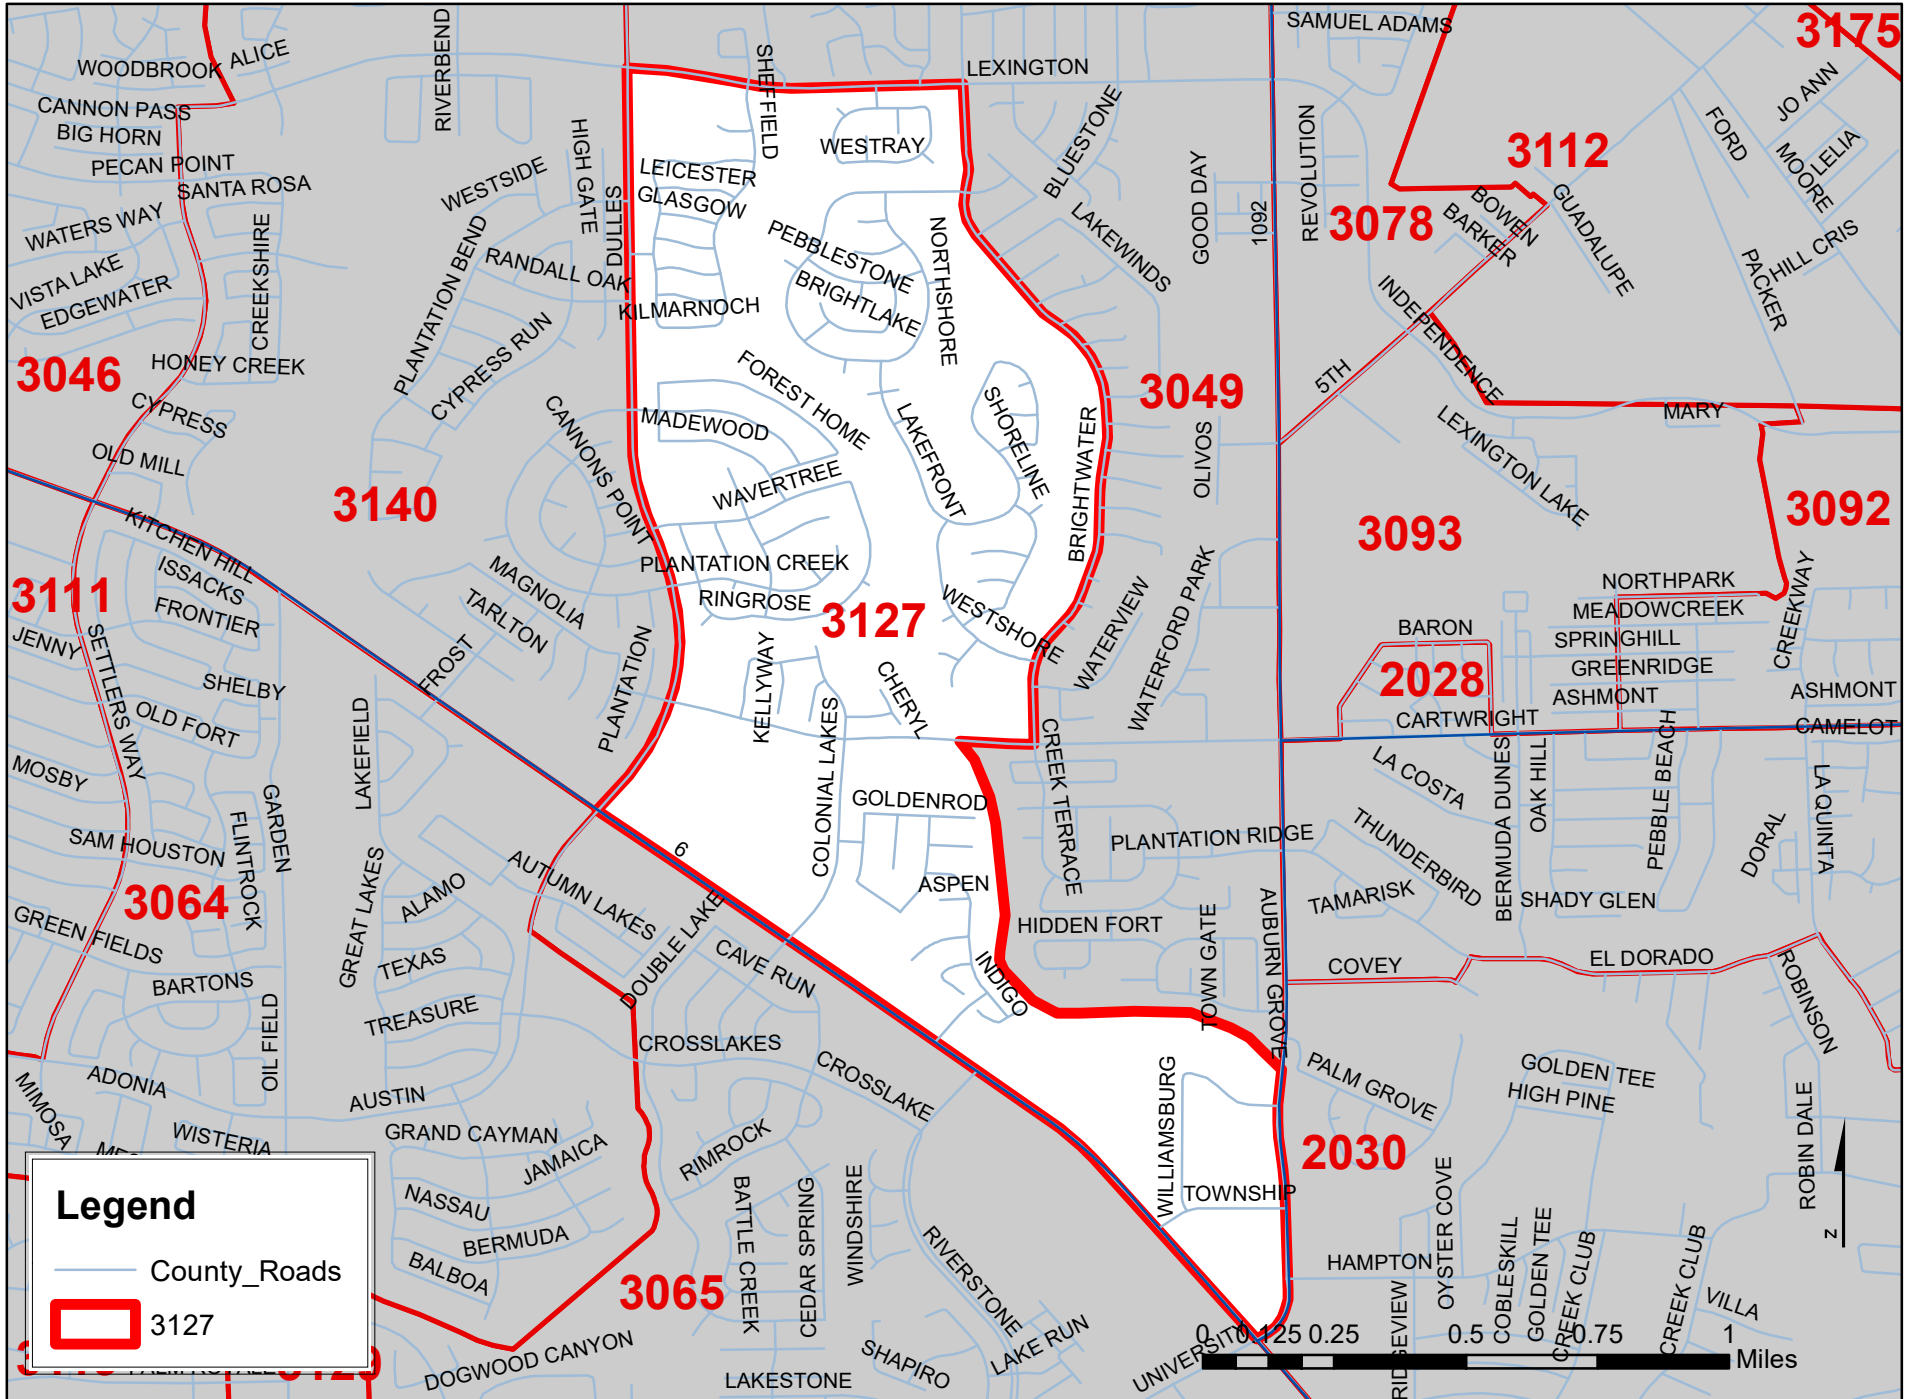 SAMUEL ADAMS
3175
RIVERBEND
WOODBROOK
ALICE
SHEFFIELD
LEXINGTON
JO ANN
CANNON PASS
BIG HORN
BLUESTONE
REVOLUTION
FORD
HIGH GATE
WESTRAY
3112
MOORE
LELIA
PECAN POINT
SANTA ROSA
WESTSIDE
LEICESTER
GLASGOW
GOOD DAY
1092
GUADALUPE
BOWEN
BARKER
WATERS WAY
CREEKSHIRE
DULLES
PEBBLESTONE
NORTHSHORE
LAKEWINDS
3078
HILL CRIS
PACKER
VISTA LAKE
EDGEWATER
PLANTATION BEND
RANDALL OAK
BRIGHTLAKE
KILMARNOCH
INDEPENDENCE
3046
HONEY CREEK
CYPRESS RUN
FOREST HOME
5TH
3049
CYPRESS
CANNONS POINT
MADEWOOD
LAKEFRONT
SHORELINE
BRIGHTWATER
OLIVOS
MARY
LEXINGTON LAKE
OLD MILL
WAVERTREE
3140
3092
3093
KITCHEN HILL
ISSACKS
FRONTIER
MAGNOLIA
TARLTON
PLANTATION CREEK
RINGROSE
3127
WESTSHORE
WATERVIEW
WATERFORD PARK
NORTHPARK
MEADOWCREEK
CREEKWAY
3111
JENNY
SETTLERS WAY
FROST
PLANTATION
BARON
SPRINGHILL
GREENRIDGE
2028
ASHMONT
ASHMONT
SHELBY
OLD FORT
LAKEFIELD
KELLYWAY
CHERYL
COLONIAL LAKES
CREEK TERRACE
CARTWRIGHT
CAMELOT
MOSBY
GARDEN
FLINTROCK
GOLDENROD
LA COSTA
BERMUDA DUNES
OAK HILL
PEBBLE BEACH
LA QUINTA
DORAL
SAM HOUSTON
6
PLANTATION RIDGE
THUNDERBIRD
3064
GREAT LAKES
ALAMO
AUTUMN LAKES
ASPEN
TAMARISK
SHADY GLEN
GREEN FIELDS
TEXAS
DOUBLE LAKE
CAVE RUN
HIDDEN FORT
TOWN GATE
AUBURN GROVE
COVEY
EL DORADO
BARTONS
TREASURE
INDIGO
ROBINSON
OIL FIELD
CROSSLAKES
CROSSLAKE
PALM GROVE
GOLDEN TEE
HIGH PINE
ADONIA
MIMOSA
AUSTIN
WISTERIA
GRAND CAYMAN
JAMAICA
RIMROCK
WILLIAMSBURG
2030
ROBIN DALE
NASSAU
BERMUDA
BALBOA
BATTLE CREEK
CEDAR SPRING
WINDSHIRE
TOWNSHIP
OYSTER COVE
COBLESKILL
GOLDEN TEE
CREEK CLUB
CREEK CLUB
RIVERSTONE
HAMPTON
3065
VILLA
RIDGEVIEW
UNIVERSITY
LAKE RUN
SHAPIRO
DOGWOOD CANYON
LAKESTONE
Legend
County_Roads
3127
0 0.125 0.25 0.5 0.75 1
Miles
z